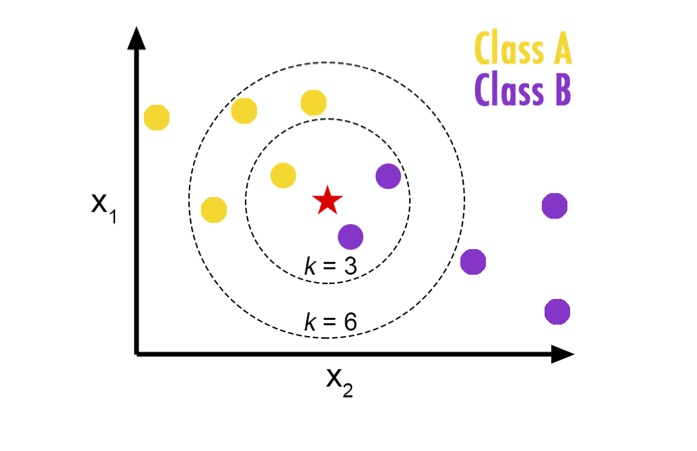 Class A
Class B
x1
k = 3
k = 6
x2